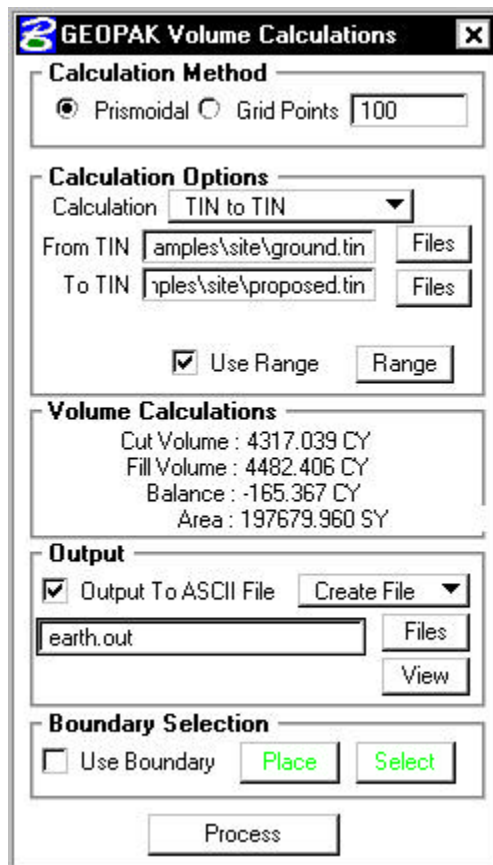 GEOPAK Volume Calculations
Calculation Method
Prismoidal Grid Points 100
Calculation Options
Calculation TIN to TIN
From TIN amples\site\ground.tin Files
To TIN nples\site\proposed.tin Files
Use Range Range
Volume Calculations
Cut Volume : 4317.039 CY
Fill Volume : 4482.406 CY
Balance : -165.367 CY
Area : 197679.960 SY
Output
Output To ASCII File Create File
earth.out Files
View
Boundary Selection
Use Boundary Place Select
Process